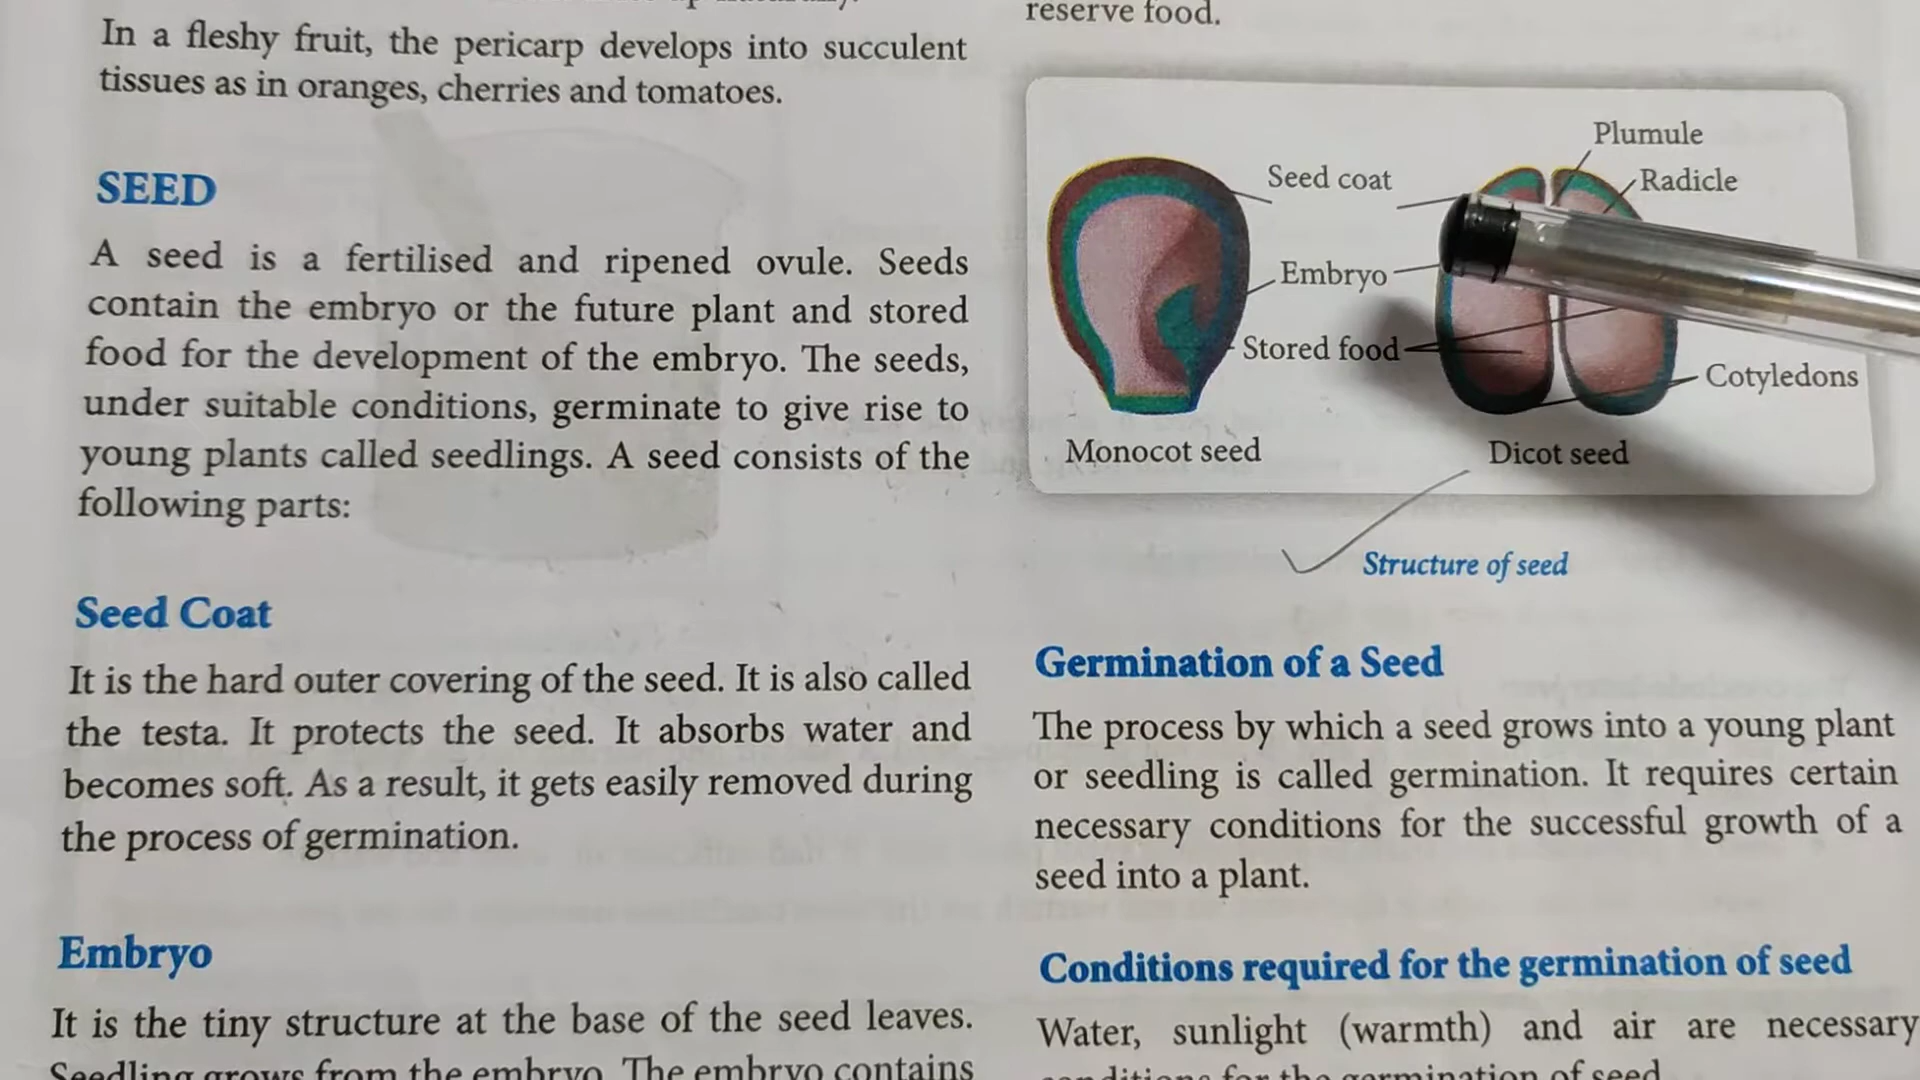 In a fleshy fruit, the pericarp develops into succulent
tissues as in oranges, cherries and tomatoes.
SEED
A seed is a fertilised and ripened ovule. Seeds
contain the embryo or the future plant and stored
food for the development of the embryo. The seeds,
under suitable conditions, germinate to give rise to
young plants called seedlings. A seed consists of the
following parts:
Seed Coat
It is the hard outer covering of the seed. It is also called
the testa. It protects the seed. It absorbs water and
becomes soft. As a result, it gets easily removed during
the process of germination.
Embryo
It is the tiny structure at the base of the seed leaves.
Seedling grows from the embryo. The embryo contains
reserve food.
Plumule
Seed coat
Radicle
Embryo
Stored food
Cotyledons
Monocot seed
Dicot seed
Structure of seed
Germination of a Seed
The process by which a seed grows into a young plant
or seedling is called germination. It requires certain
necessary conditions for the successful growth of a
seed into a plant.
Conditions required for the germination of seed
Water, sunlight (warmth) and air are necessary
conditions for the germination of seed